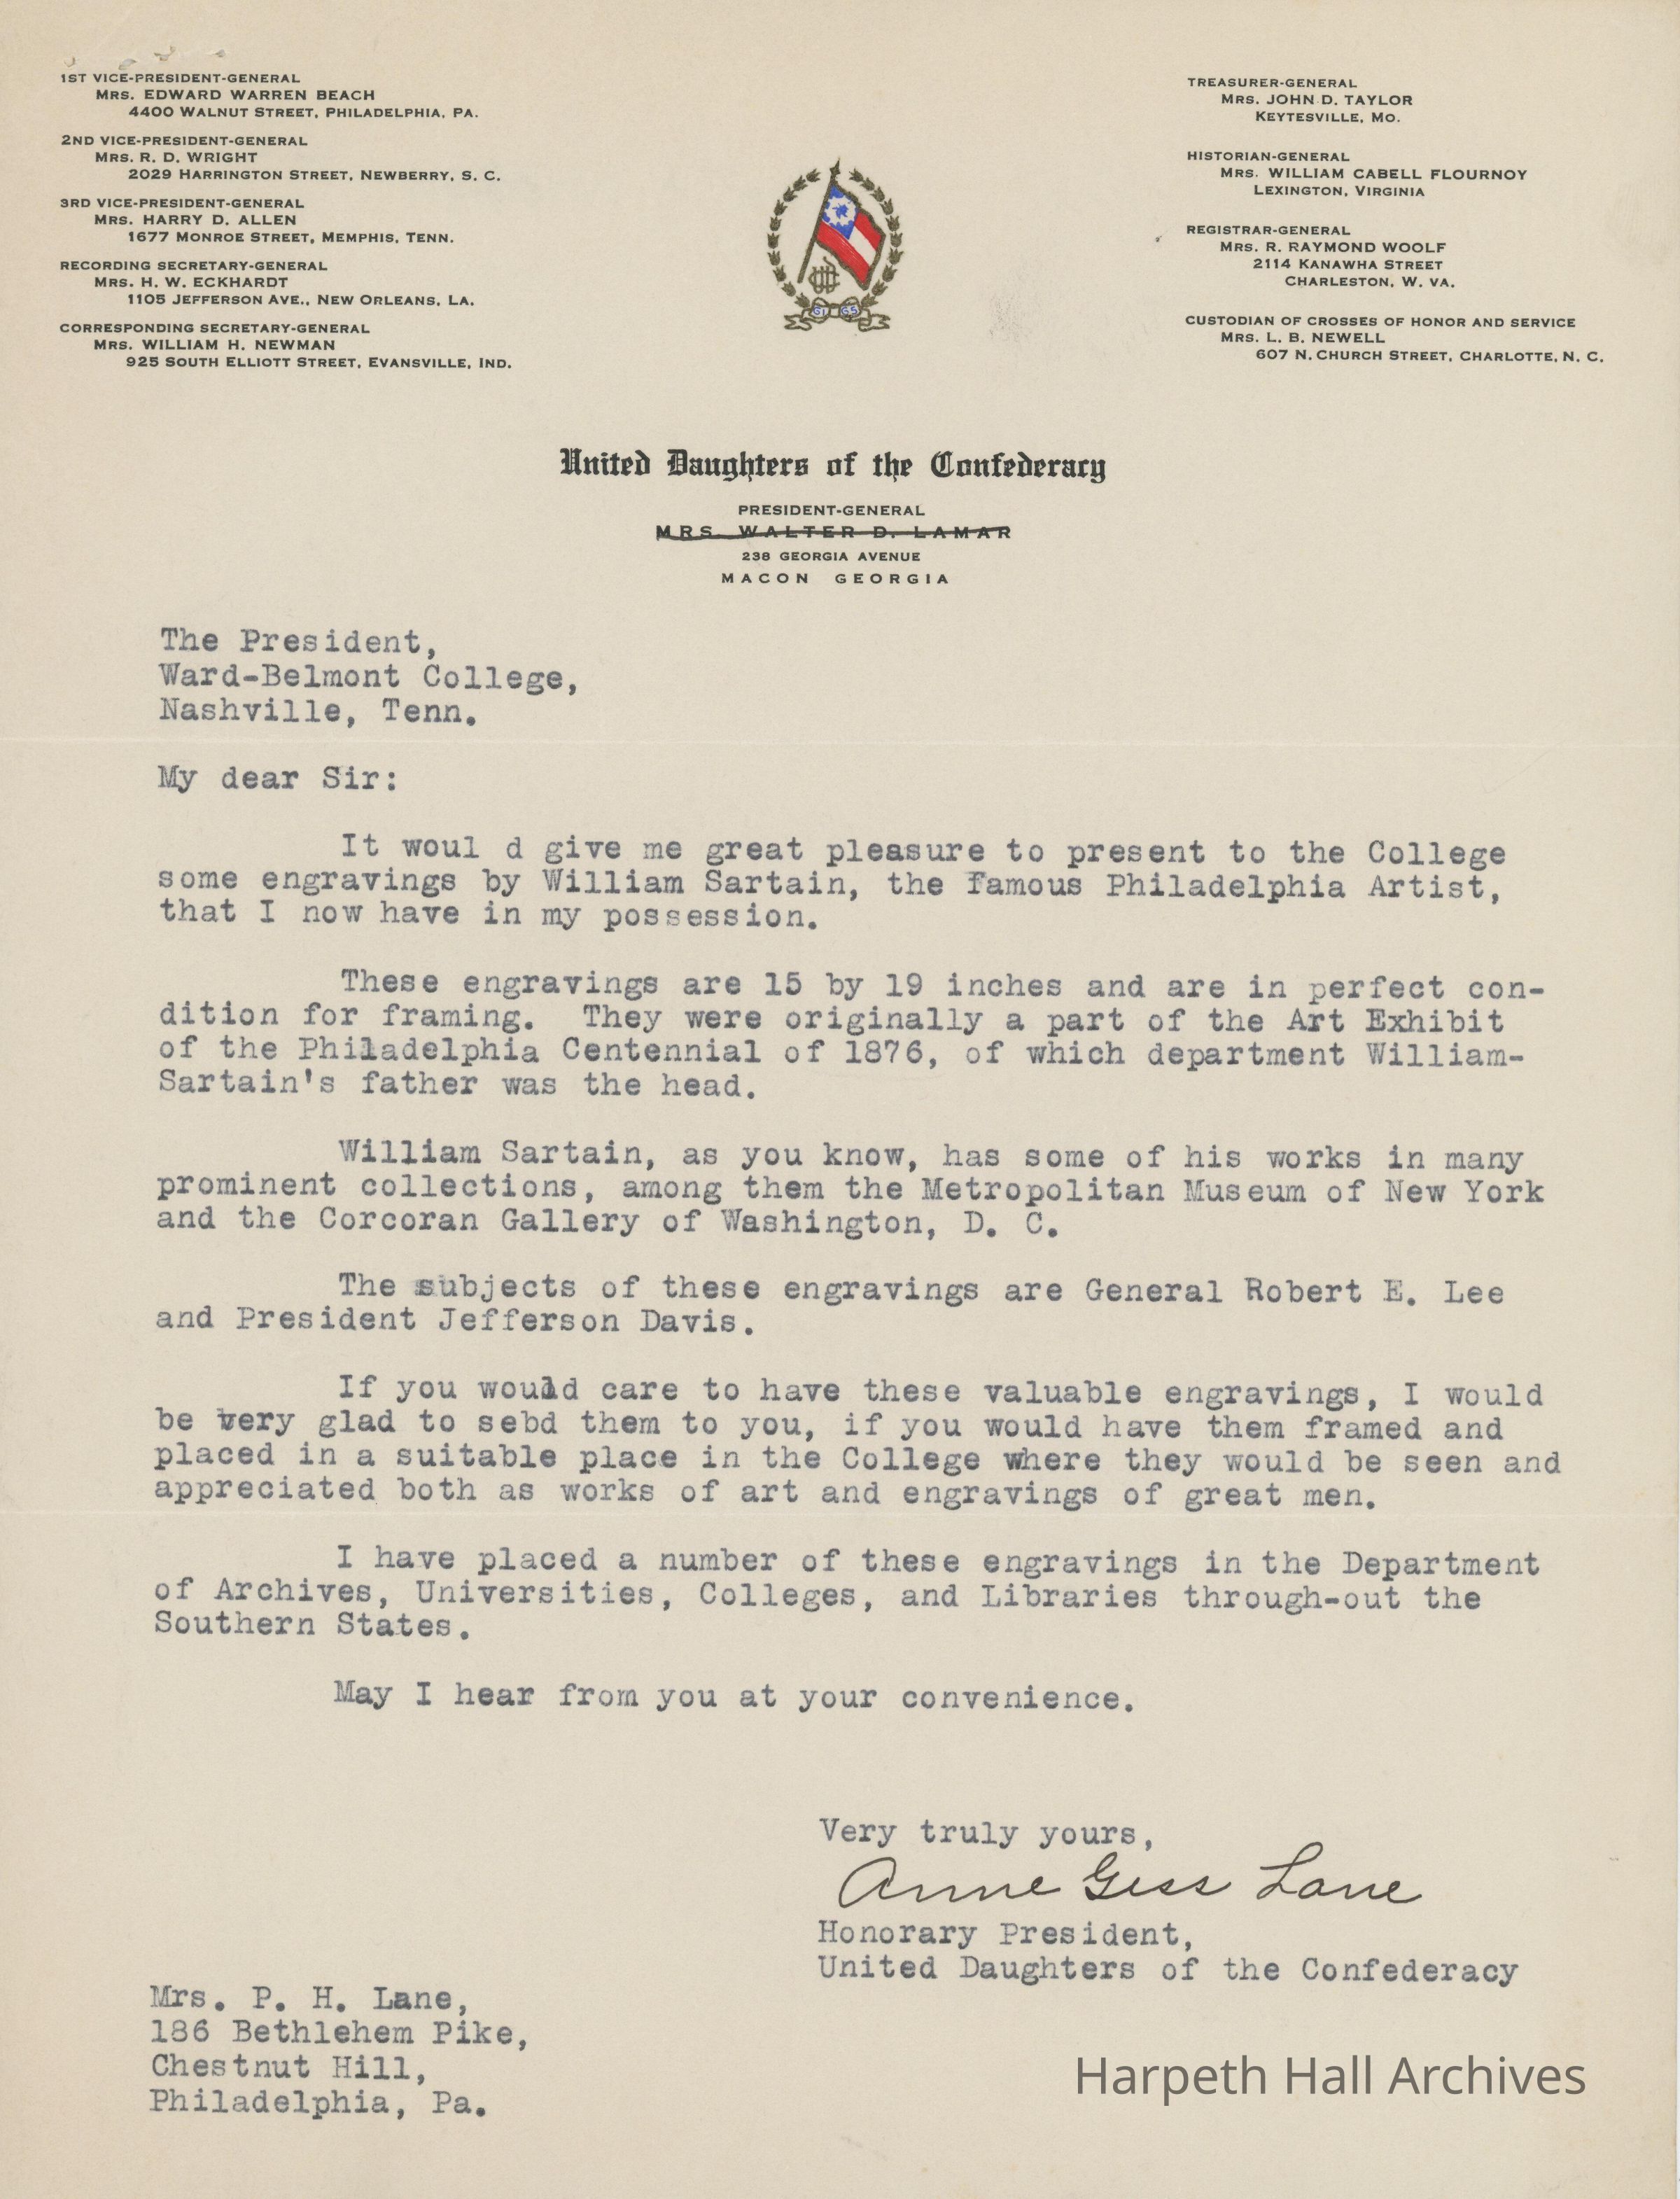 1ST VICE-PRESIDENT-GENERAL
MRS. EDWARD WARREN BEACH
4400 WALNUT STREET, PHILADELPHIA, PA.
2ND VICE-PRESIDENT-GENERAL
MRS. R. D. WRIGHT
2029 HARRINGTON STREET, NEWBERRY, S. C.
3RD VICE-PRESIDENT-GENERAL
MRS. HARRY D. ALLEN
1677 MONROE STREET, MEMPHIS, TENN.
RECORDING SECRETARY-GENERAL
MRS. H. W. ECKHARDT
1105 JEFFERSON AVE., NEW ORLEANS, LA.
CORRESPONDING SECRETARY-GENERAL
MRS. WILLIAM H. NEWMAN
925 SOUTH ELLIOTT STREET, EVANSVILLE, IND.
61 65
TREASURER-GENERAL
MRS. JOHN D. TAYLOR
KEYTESVILLE, MO.
HISTORIAN-GENERAL
MRS. WILLIAM CABELL FLOURNOY
LEXINGTON, VIRGINIA
REGISTRAR-GENERAL
MRS. R. RAYMOND WOOLF
2114 KANAWHA STREET
CHARLESTON, W. VA.
CUSTODIAN OF CROSSES OF HONOR AND SERVICE
MRS. L. B. NEWELL
607 N. CHURCH STREET, CHARLOTTE, N. C.
United Daughters of the Confederacy
PRESIDENT-GENERAL
MRS. WALTER D. LAMAR
238 GEORGIA AVENUE
MACON GEORGIA
The President,
Ward-Belmont College,
Nashville, Tenn.
My dear Sir:
It woul d give me great pleasure to present to the College
some engravings by William Sartain, the Famous Philadelphia Artist,
that I now have in my possession.
These engravings are 15 by 19 inches and are in perfect con-
dition for framing. They were originally a part of the Art Exhibit
of the Philadelphia Centennial of 1876, of which department William-
Sartain's father was the head.
William Sartain, as you know, has some of his works in many
prominent collections, among them the Metropolitan Museum of New York
and the Corcoran Gallery of Washington, D. C.
The subjects of these engravings are General Robert E. Lee
and President Jefferson Davis.
If you would care to have these valuable engravings, I would
be very glad to sebd them to you, if you would have them framed and
placed in a suitable place in the College where they would be seen and
appreciated both as works of art and engravings of great men.
I have placed a number of these engravings in the Department
of Archives, Universities, Colleges, and Libraries through-out the
Southern States.
May I hear from you at your convenience.
Very truly yours,
Anne Giss Lane
Honorary President,
United Daughters of the Confederacy
Mrs. P. H. Lane,
186 Bethlehem Pike,
Chestnut Hill,
Philadelphia, Pa.
Harpeth Hall Archives